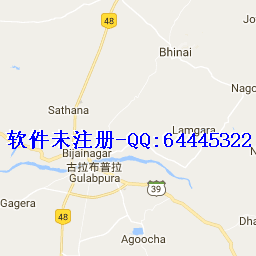 Jo
48
Bhinai
Nago
Sathana
Lamgara
软件未注册-QQ:64445322
Bijainagar
古拉布普拉
Gulabpura
39
Gagera
48
Dha
Agoocha